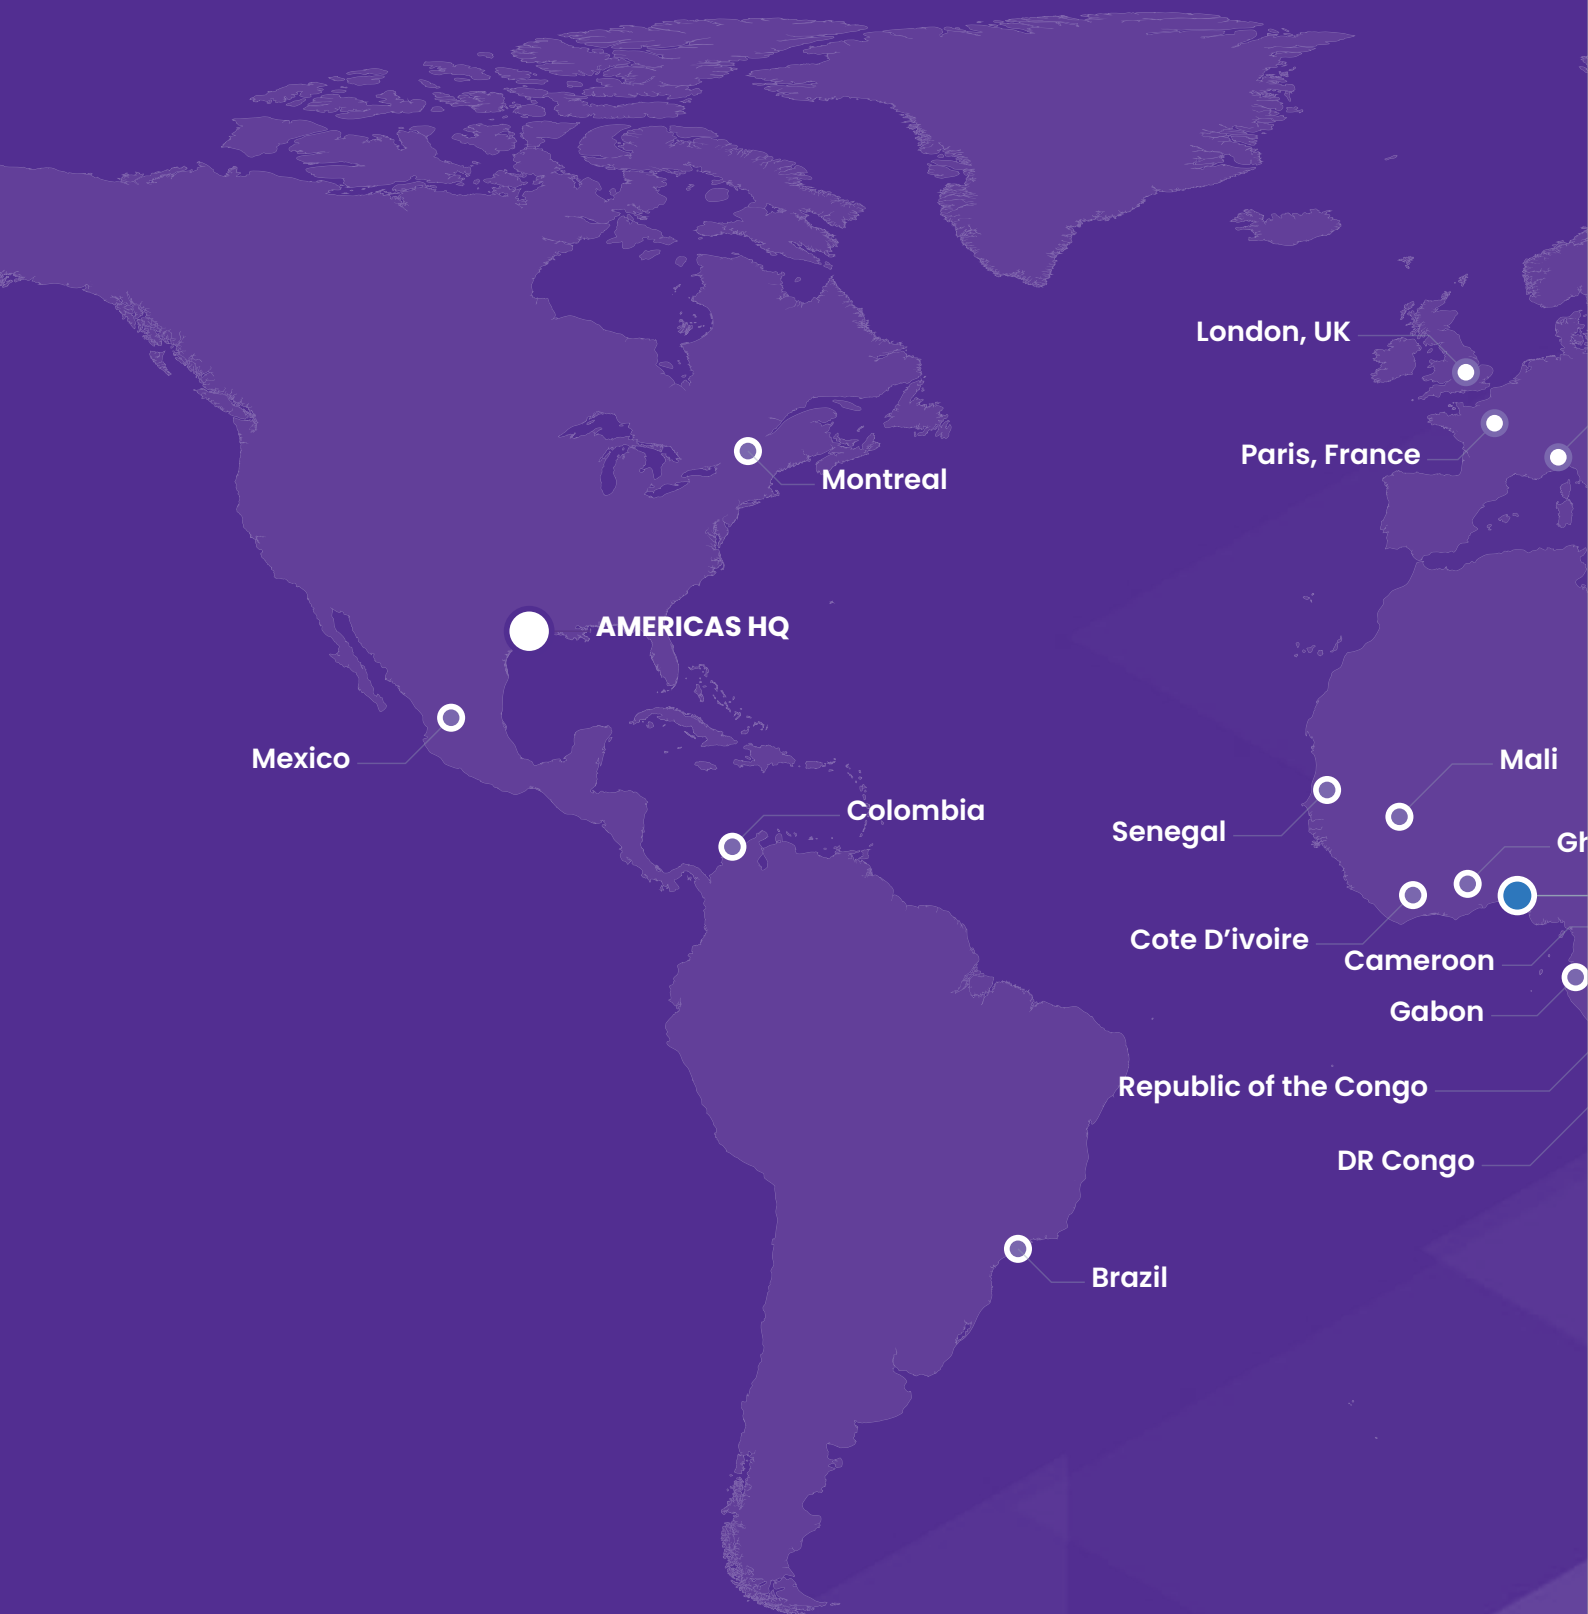 London, UK
Paris, France
Montreal
AMERICAS HQ
Mexico
Mali
Colombia
Senegal
Cote D’ivoire
Cameroon
Gabon
Republic of the Congo
DR Congo
Brazil